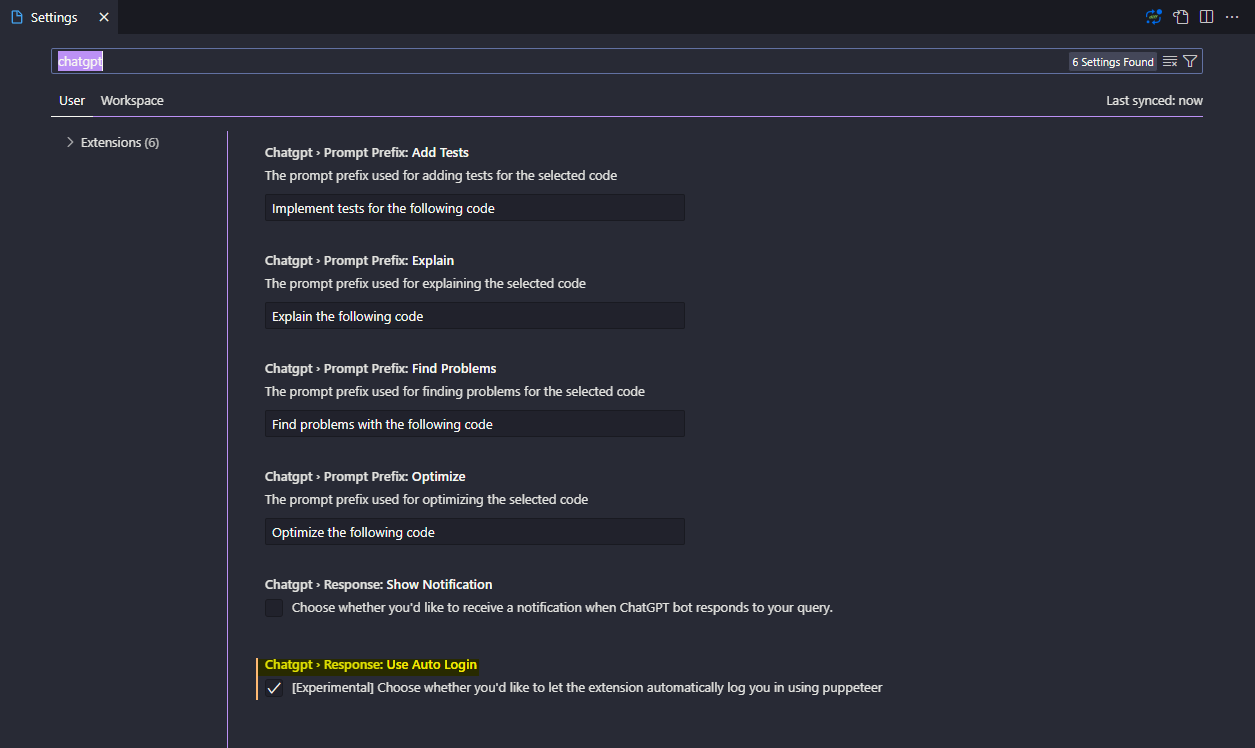 Settings
chatgpt
6 Settings Found
User Workspace Last synced: now
Extensions (6)
Chatgpt › Prompt Prefix: Add Tests
The prompt prefix used for adding tests for the selected code
Implement tests for the following code
Chatgpt › Prompt Prefix: Explain
The prompt prefix used for explaining the selected code
Explain the following code
Chatgpt › Prompt Prefix: Find Problems
The prompt prefix used for finding problems for the selected code
Find problems with the following code
Chatgpt › Prompt Prefix: Optimize
The prompt prefix used for optimizing the selected code
Optimize the following code
Chatgpt › Response: Show Notification
Choose whether you'd like to receive a notification when ChatGPT bot responds to your query.
Chatgpt › Response: Use Auto Login
[Experimental] Choose whether you'd like to let the extension automatically log you in using puppeteer